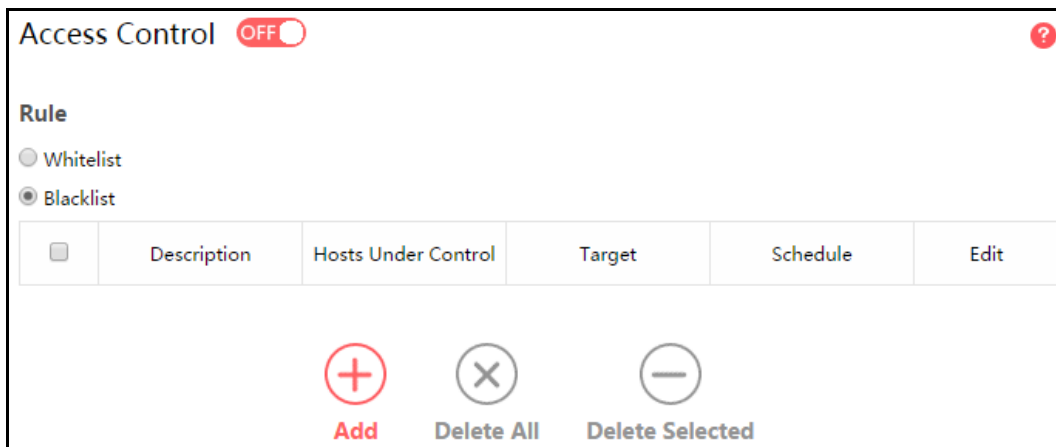 Access Control OFF ?
Rule
Whitelist
Blacklist
Description Hosts Under Control Target Schedule Edit
Add Delete All Delete Selected